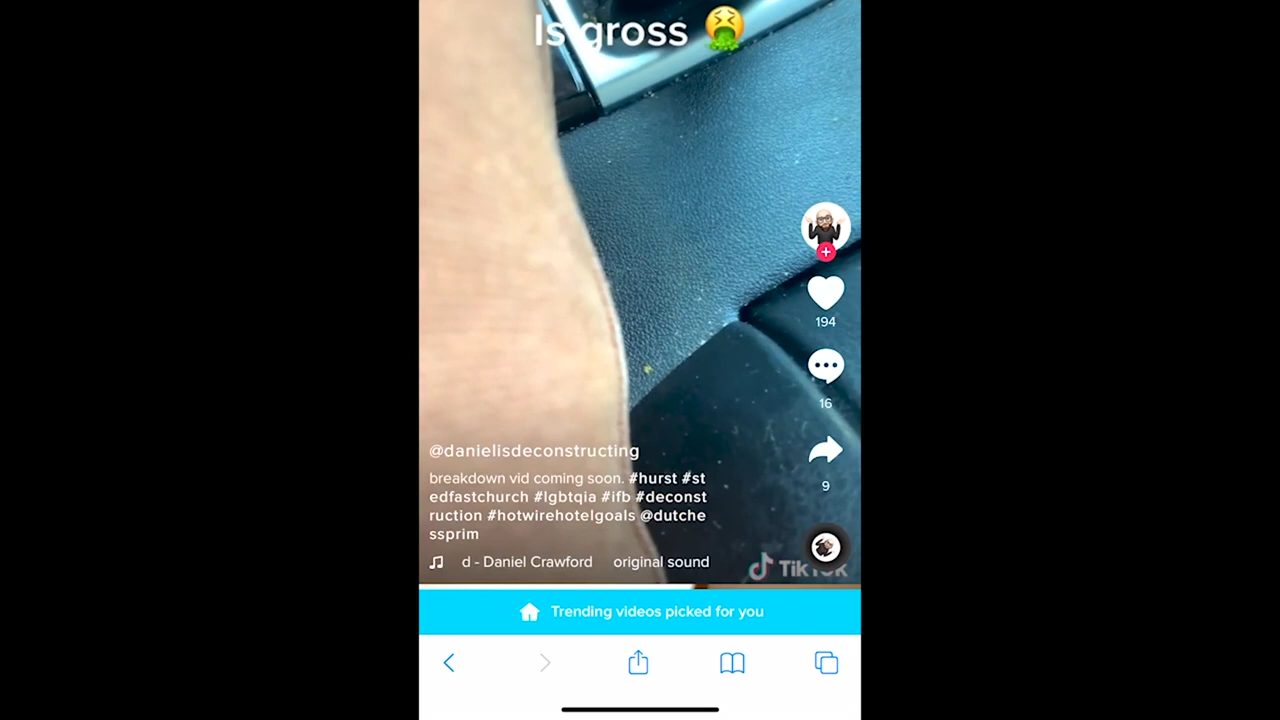 Is gross 🤮
194
16
9
@danielisdeconstructing
breakdown vid coming soon. #hurst #st
edfastchurch #lgbtqia #ifb #deconst
ruction #hotwirehotelgoals @dutche
ssprim
d - Daniel Crawford original sound
TikTok
Trending videos picked for you